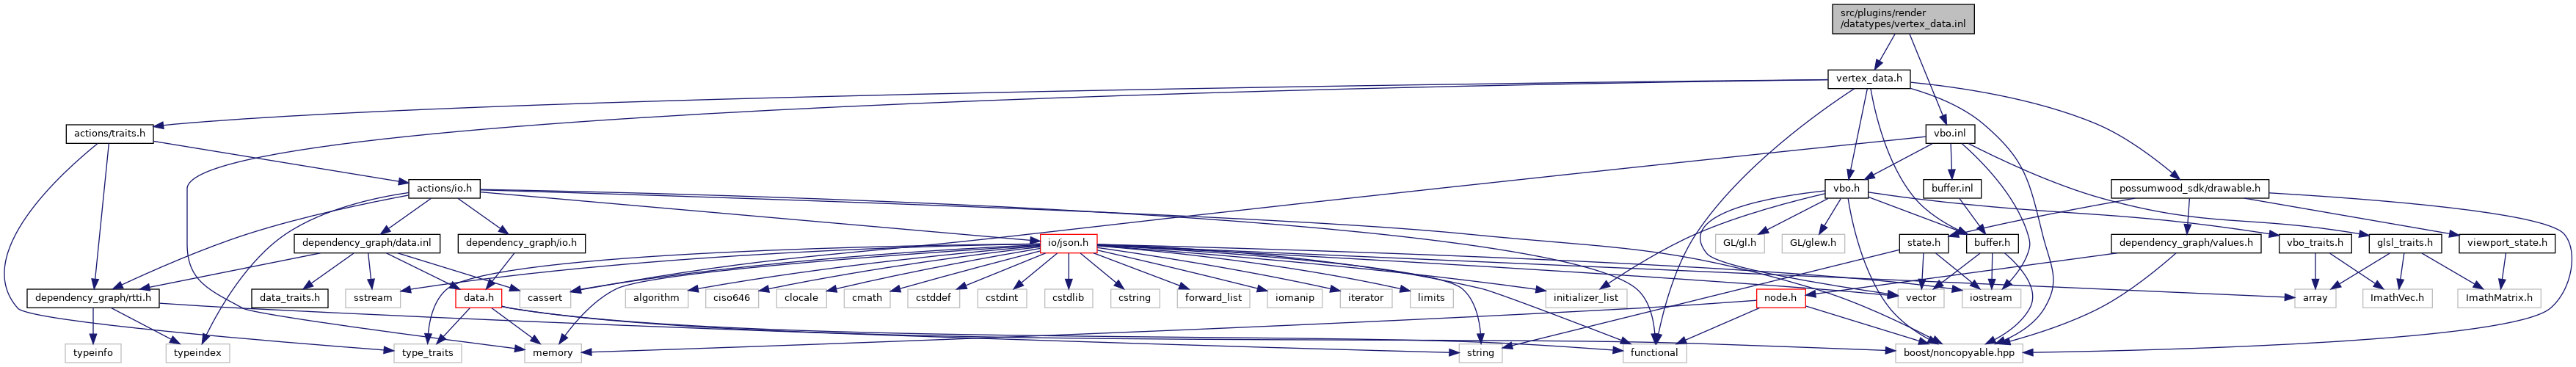 src/plugins/render
/datatypes/vertex_data.inl
vertex_data.h
actions/traits.h
vbo.inl
actions/io.h
vbo.h
buffer.inl
possumwood_sdk/drawable.h
dependency_graph/data.inl
dependency_graph/io.h
io/json.h
GL/gl.h
GL/glew.h
state.h
buffer.h
dependency_graph/values.h
vbo_traits.h
glsl_traits.h
viewport_state.h
dependency_graph/rtti.h
data_traits.h
sstream
data.h
cassert
algorithm
ciso646
clocale
cmath
cstddef
cstdint
cstdlib
cstring
forward_list
iomanip
iterator
limits
initializer_list
node.h
vector
iostream
array
ImathVec.h
ImathMatrix.h
typeinfo
typeindex
type_traits
memory
string
functional
boost/noncopyable.hpp